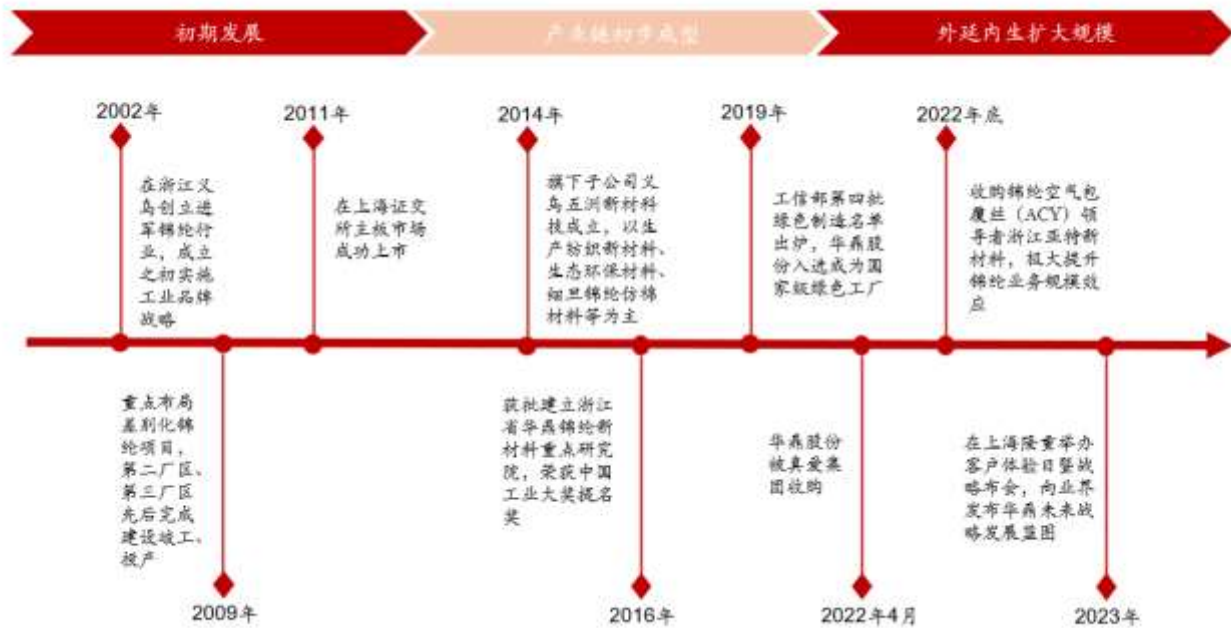 初期发展
产业链初步成型
外延内生扩大规模
2002年
在浙江义
乌创立进
军锦纶行
业，成立
之初实施
工业品牌
战略
2011年
在上海证交
所主板市场
成功上市
2014年
旗下子公司义
乌五洲新材科
技成立，以生
产纺织新材料、
生态环保材料、
细旦锦纶仿棉
材料等为主
2019年
工信部第四批
绿色制造名单
出炉，华鼎股
份入选成为国
家级绿色工厂
2022年底
收购锦纶空气包
覆丝（ACY）领
导者浙江亚特新
材料，极大提升
锦纶业务规模效
应
重点布局
差别化锦
纶项目，
第二厂区、
第三厂区
先后完成
建设竣工、
投产
2009年
获批建立浙江
省华鼎锦纶新
材料重点研究
院，荣获中国
工业大奖提名
奖
2016年
华鼎股份
被真爱集
团收购
2022年4月
在上海隆重举办
客户体验日暨战
略布会，向业界
发布华鼎未来战
略发展蓝图
2023年